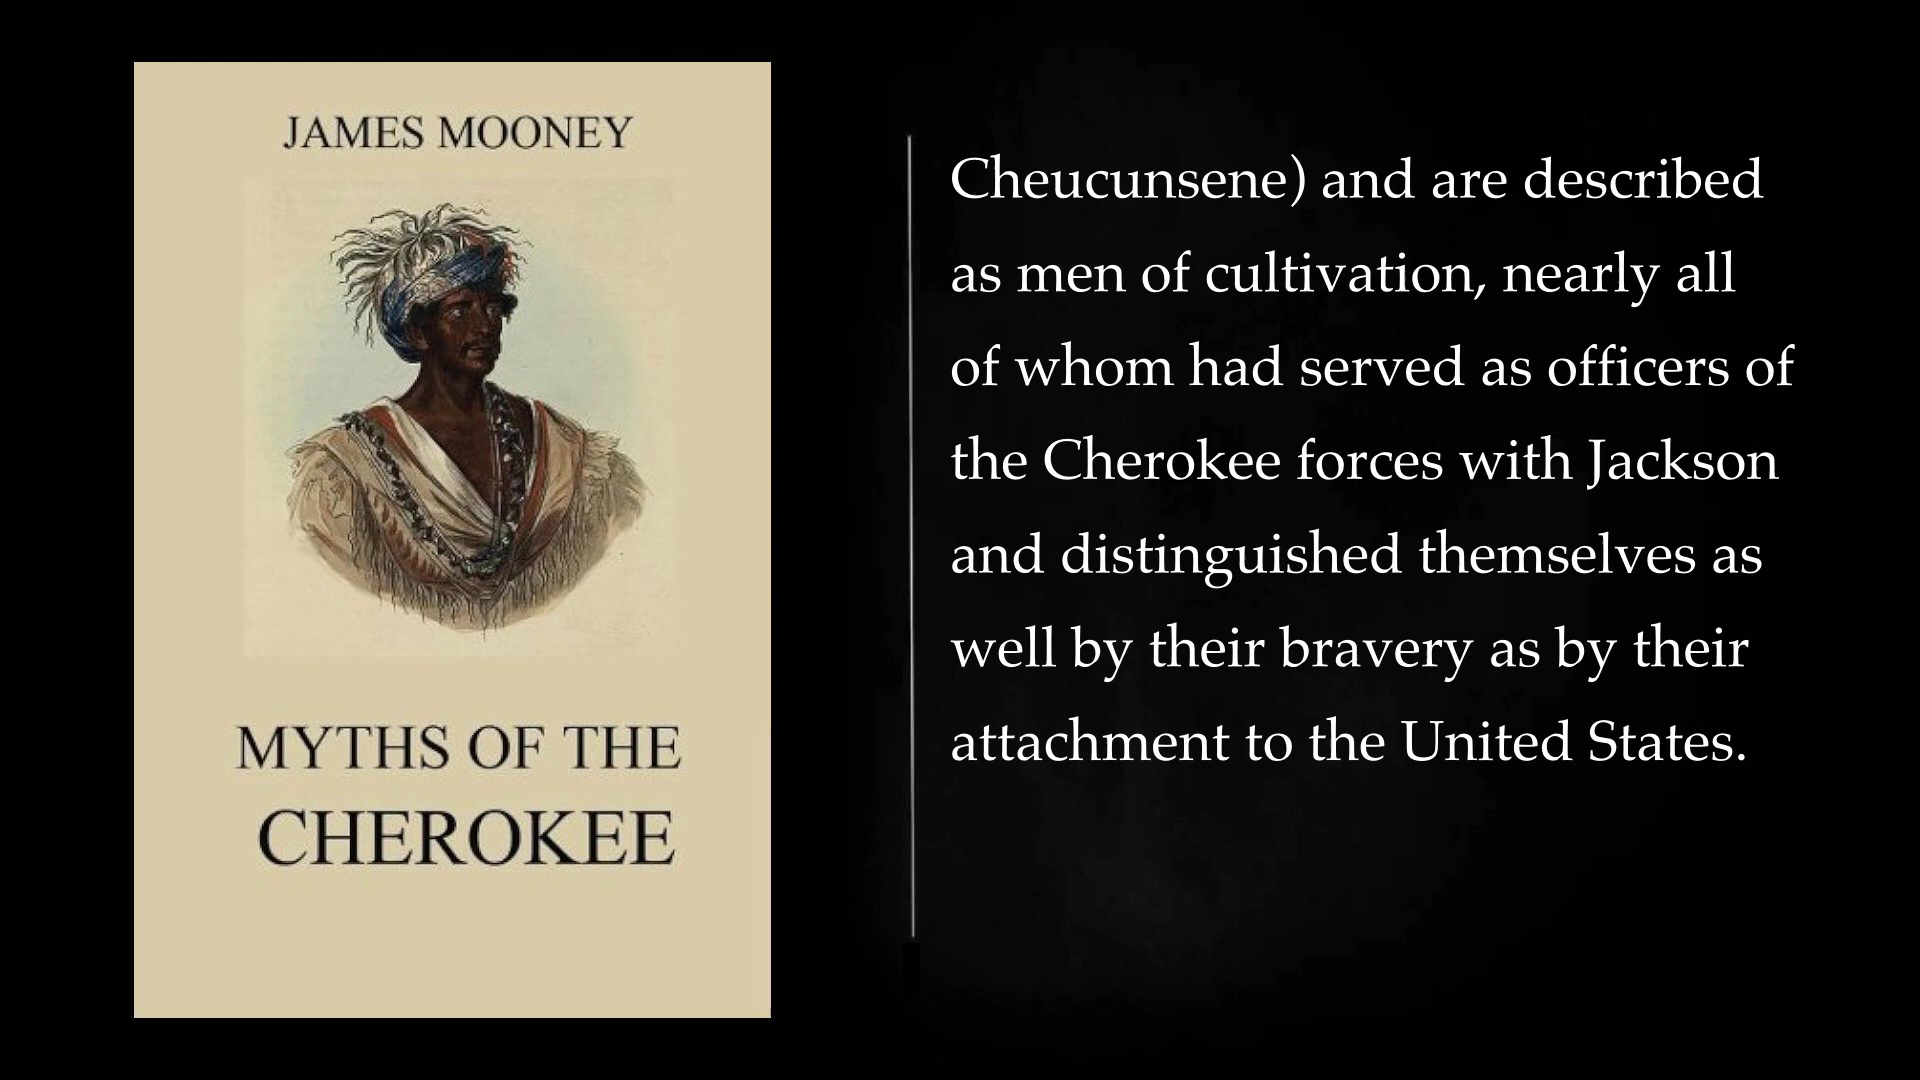 JAMES MOONEY
MYTHS OF THE
CHEROKEE
Cheucunsene) and are described
as men of cultivation, nearly all
of whom had served as officers of
the Cherokee forces with Jackson
and distinguished themselves as
well by their bravery as by their
attachment to the United States.